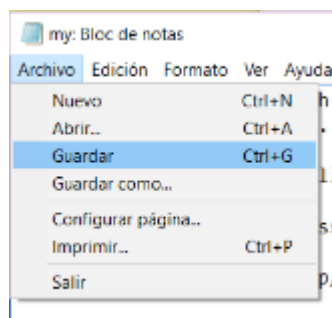 my: Bloc de notas
Archivo Edición Formato Ver Ayuda
Nuevo Ctrl+N
Abrir... Ctrl+A
Guardar Ctrl+G
Guardar como...
Configurar página...
Imprimir... Ctrl+P
Salir